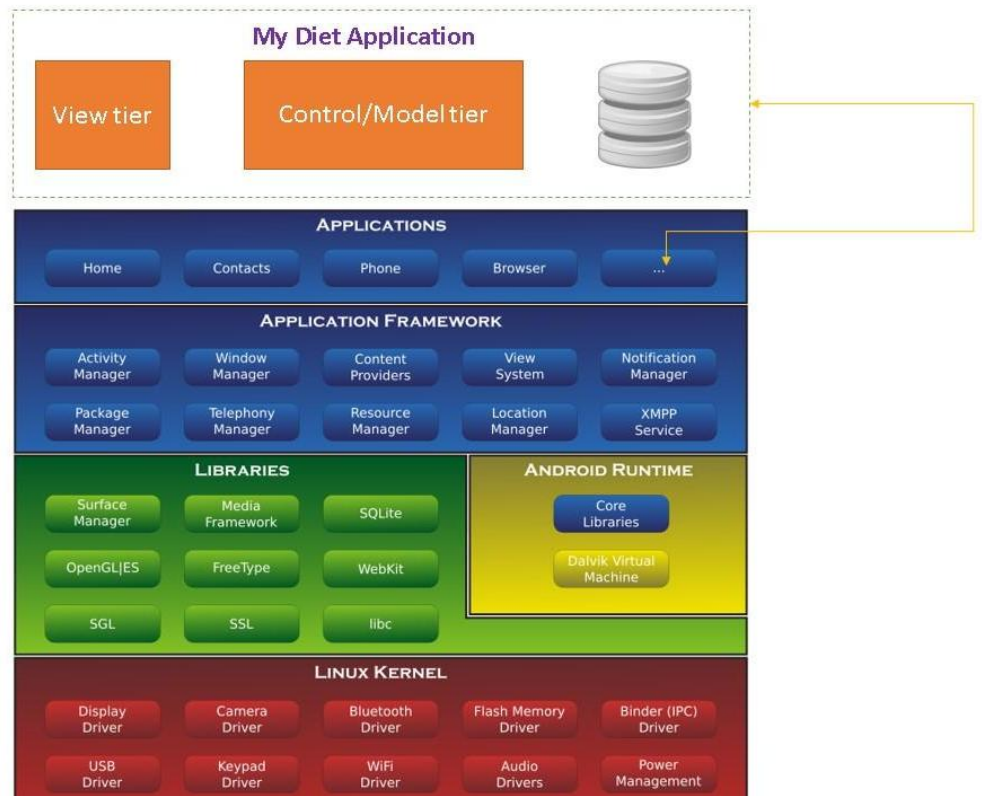 My Diet Application
View tier
Control/Model tier
APPLICATIONS
Home
Contacts
Phone
Browser
...
APPLICATION FRAMEWORK
Activity
Manager
Window
Manager
Content
Providers
View
System
Notification
Manager
Package
Manager
Telephony
Manager
Resource
Manager
Location
Manager
XMPP
Service
LIBRARIES
Surface
Manager
Media
Framework
SQLite
OpenGL|ES
FreeType
WebKit
SGL
SSL
libc
ANDROID RUNTIME
Core
Libraries
Dalvik Virtual
Machine
LINUX KERNEL
Display
Driver
Camera
Driver
Bluetooth
Driver
Flash Memory
Driver
Binder (IPC)
Driver
USB
Driver
Keypad
Driver
WiFi
Driver
Audio
Drivers
Power
Management